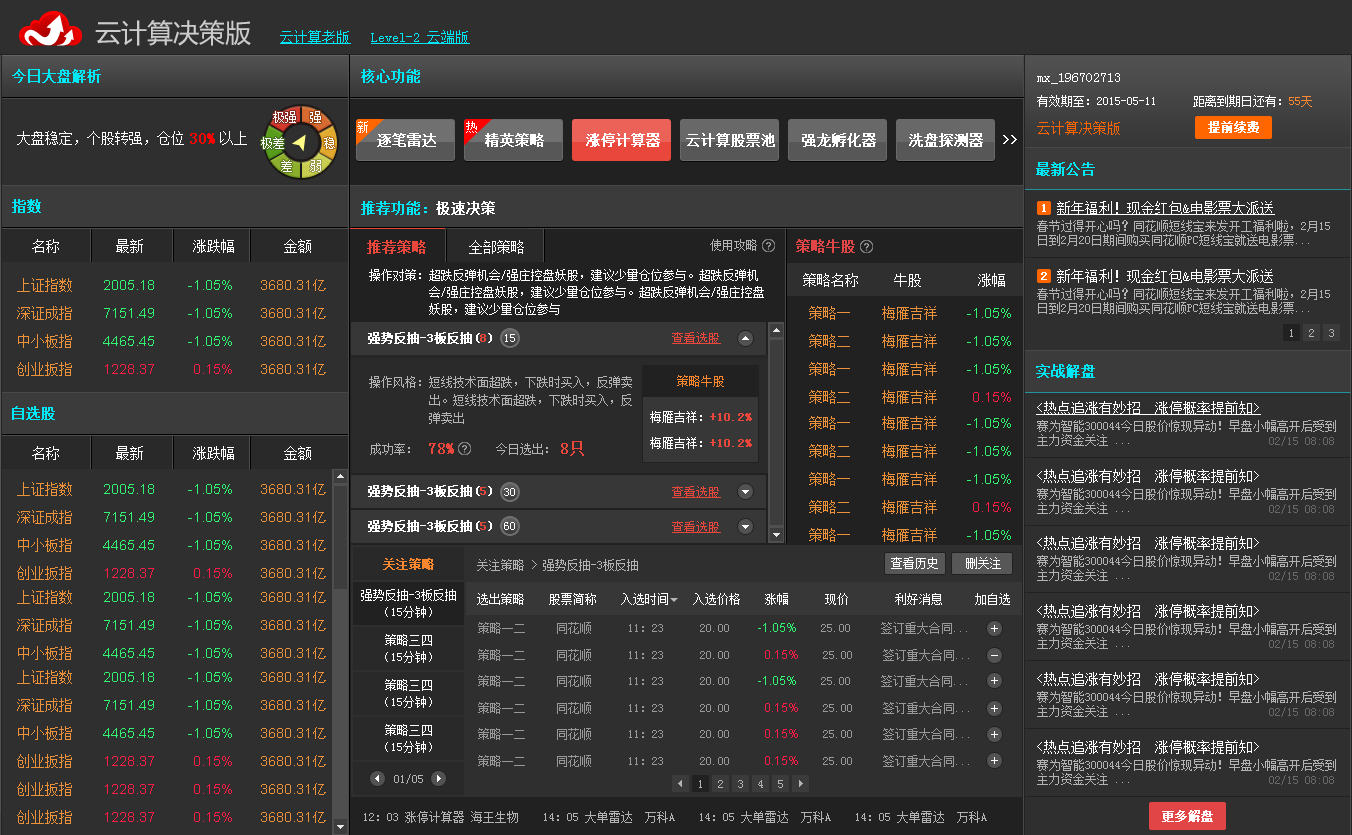 云计算决策版
云计算老版
Level-2 云端版
今日大盘解析
大盘稳定，个股转强，仓位 30% 以上
极强
强
极差
稳
差
弱
指数
名称 最新 涨跌幅 金额
上证指数 2005.18 -1.05% 3680.31亿
深证成指 7151.49 -1.05% 3680.31亿
中小板指 4465.45 -1.05% 3680.31亿
创业扳指 1228.37 0.15% 3680.31亿
自选股
名称 最新 涨跌幅 金额
上证指数 2005.18 -1.05% 3680.31亿
深证成指 7151.49 -1.05% 3680.31亿
中小板指 4465.45 -1.05% 3680.31亿
创业扳指 1228.37 0.15% 3680.31亿
上证指数 2005.18 -1.05% 3680.31亿
深证成指 7151.49 -1.05% 3680.31亿
中小板指 4465.45 -1.05% 3680.31亿
上证指数 2005.18 -1.05% 3680.31亿
深证成指 7151.49 -1.05% 3680.31亿
中小板指 4465.45 -1.05% 3680.31亿
创业扳指 1228.37 0.15% 3680.31亿
创业扳指 1228.37 0.15% 3680.31亿
创业扳指 1228.37 0.15% 3680.31亿
核心功能
新 逐笔雷达
热 精英策略
涨停计算器
云计算股票池
强龙孵化器
洗盘探测器
>>
推荐功能：极速决策
推荐策略 全部策略 使用攻略 ?
操作对策：超跌反弹机会/强庄控盘妖股，建议少量仓位参与。超跌反弹机
会/强庄控盘妖股，建议少量仓位参与。超跌反弹机会/强庄控盘
妖股，建议少量仓位参与
强势反抽-3板反抽(8) 15 查看选股
操作风格：短线技术面超跌，下跌时买入，反弹卖
出。短线技术面超跌，下跌时买入，反
弹卖出
成功率： 78% ? 今日选出： 8只
策略牛股
梅雁吉祥：+10.2%
梅雁吉祥：+10.2%
强势反抽-3板反抽(5) 30 查看选股
强势反抽-3板反抽(5) 60 查看选股
策略牛股 ?
策略名称 牛股 涨幅
策略一 梅雁吉祥 -1.05%
策略二 梅雁吉祥 -1.05%
策略一 梅雁吉祥 -1.05%
策略二 梅雁吉祥 0.15%
策略一 梅雁吉祥 -1.05%
策略二 梅雁吉祥 -1.05%
策略一 梅雁吉祥 -1.05%
策略二 梅雁吉祥 0.15%
策略一 梅雁吉祥 -1.05%
关注策略
强势反抽-3板反抽
(15分钟)
策略三四
(15分钟)
策略三四
(15分钟)
策略三四
(15分钟)
01/05
关注策略 > 强势反抽-3板反抽 查看历史 删关注
选出策略 股票简称 入选时间 入选价格 涨幅 现价 利好消息 加自选
策略一二 同花顺 11：23 20.00 -1.05% 25.00 签订重大合同... +
策略一二 同花顺 11：23 20.00 0.15% 25.00 签订重大合同... −
策略一二 同花顺 11：23 20.00 -1.05% 25.00 签订重大合同... +
策略一二 同花顺 11：23 20.00 0.15% 25.00 签订重大合同... +
策略一二 同花顺 11：23 20.00 0.15% 25.00 签订重大合同... +
策略一二 同花顺 11：23 20.00 0.15% 25.00 签订重大合同... +
1 2 3 4 5
12：03 涨停计算器 海王生物 14：05 大单雷达 万科A 14：05 大单雷达 万科A 14：05 大单雷达 万科A
mx_196702713
有效期至：2015-05-11 距离到期日还有：55天
云计算决策版 提前续费
最新公告
1 新年福利！现金红包&电影票大派送
春节过得开心吗？同花顺短线宝来发开工福利啦，2月15
日到2月20日期间购买同花顺PC短线宝就送电影票...
2 新年福利！现金红包&电影票大派送
春节过得开心吗？同花顺短线宝来发开工福利啦，2月15
日到2月20日期间购买同花顺PC短线宝就送电影票...
1 2 3
实战解盘
<热点追涨有妙招 涨停概率提前知>
赛为智能300044今日股价惊现异动！早盘小幅高开后受到
主力资金关注 ... 02/15 08:08
<热点追涨有妙招 涨停概率提前知>
赛为智能300044今日股价惊现异动！早盘小幅高开后受到
主力资金关注 ... 02/15 08:08
<热点追涨有妙招 涨停概率提前知>
赛为智能300044今日股价惊现异动！早盘小幅高开后受到
主力资金关注 ... 02/15 08:08
<热点追涨有妙招 涨停概率提前知>
赛为智能300044今日股价惊现异动！早盘小幅高开后受到
主力资金关注 ... 02/15 08:08
<热点追涨有妙招 涨停概率提前知>
赛为智能300044今日股价惊现异动！早盘小幅高开后受到
主力资金关注 ... 02/15 08:08
<热点追涨有妙招 涨停概率提前知>
赛为智能300044今日股价惊现异动！早盘小幅高开后受到
主力资金关注 ... 02/15 08:08
更多解盘